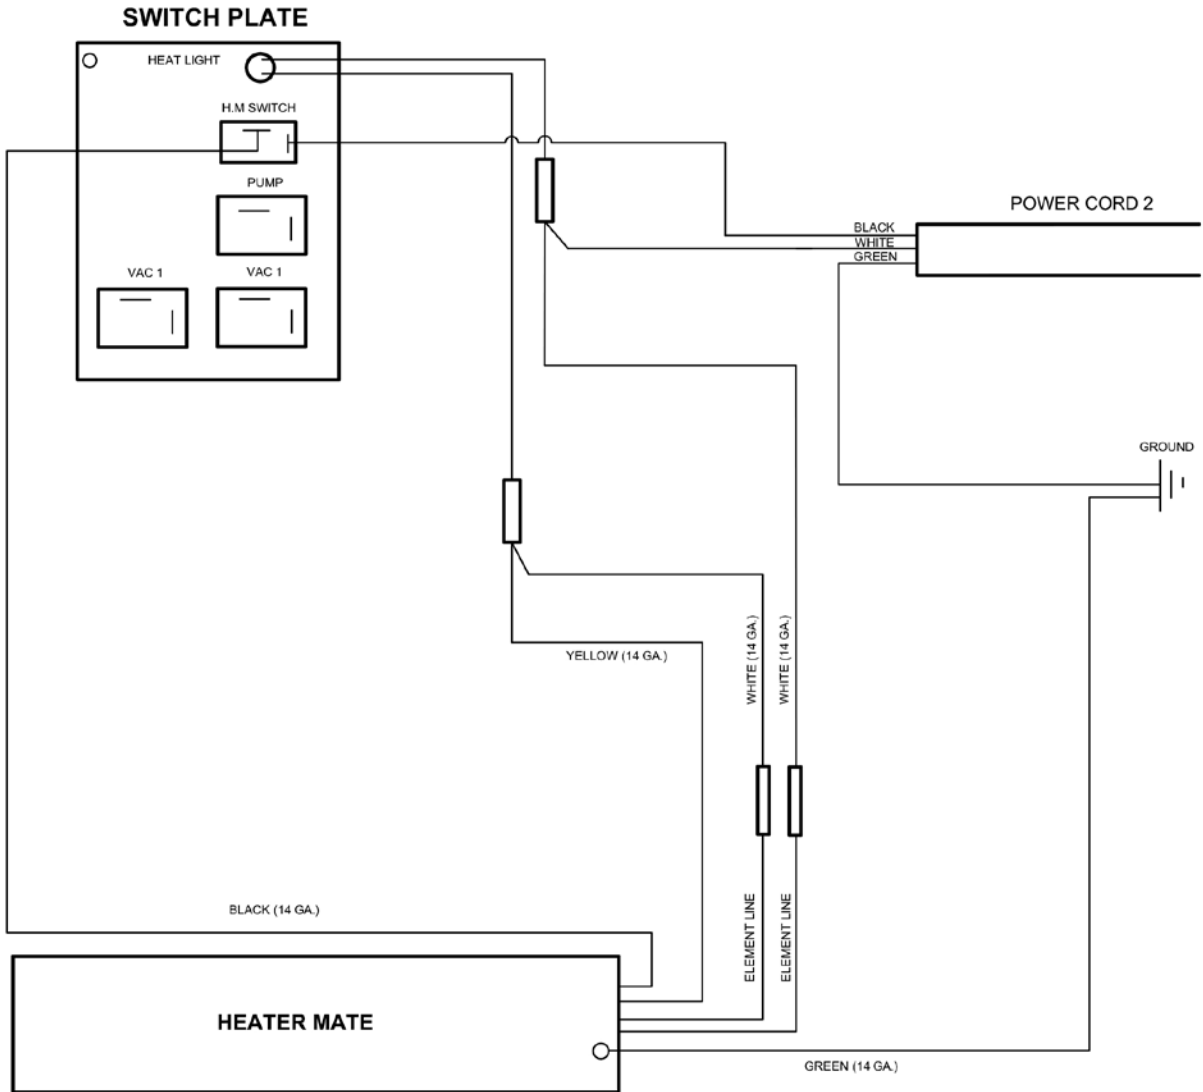 SWITCH PLATE
HEAT LIGHT
H.M SWITCH
PUMP
VAC 1
VAC 1
POWER CORD 2
BLACK
WHITE
GREEN
GROUND
YELLOW (14 GA.)
WHITE (14 GA.)
WHITE (14 GA.)
ELEMENT LINE
ELEMENT LINE
BLACK (14 GA.)
HEATER MATE
GREEN (14 GA.)